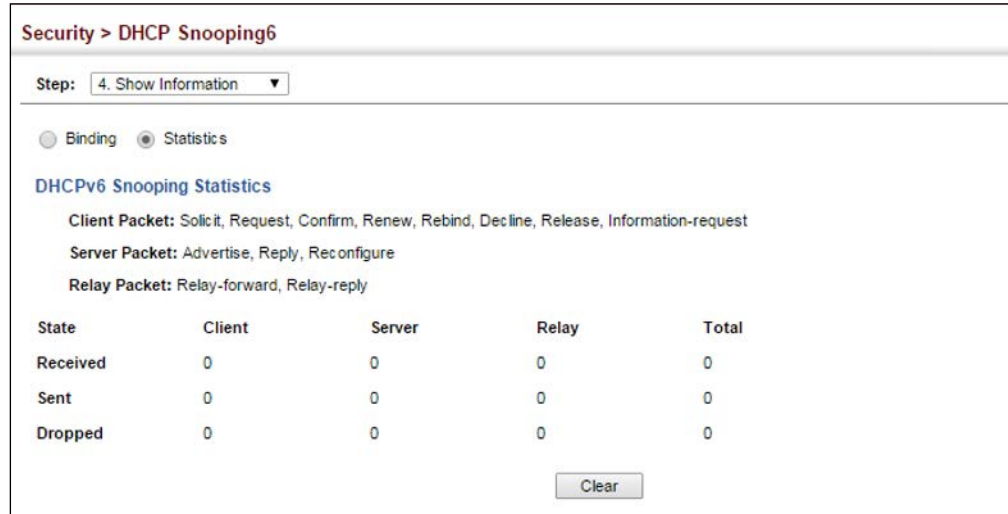 Security > DHCP Snooping6
Step: 4. Show Information ▼
Binding Statistics
DHCPv6 Snooping Statistics
Client Packet: Solicit, Request, Confirm, Renew, Rebind, Decline, Release, Information-request
Server Packet: Advertise, Reply, Reconfigure
Relay Packet: Relay-forward, Relay-reply
State Client Server Relay Total
Received 0 0 0 0
Sent 0 0 0 0
Dropped 0 0 0 0
Clear